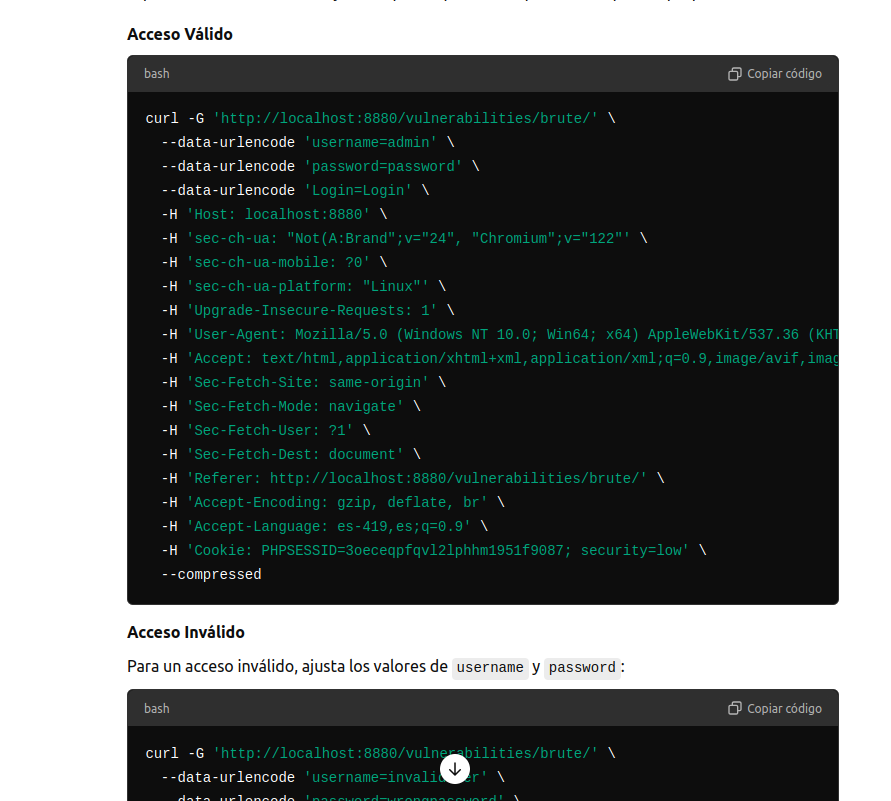 Acceso Válido
bash
Copiar código
curl -G 'http://localhost:8880/vulnerabilities/brute/' \
--data-urlencode 'username=admin' \
--data-urlencode 'password=password' \
--data-urlencode 'Login=Login' \
-H 'Host: localhost:8880' \
-H 'sec-ch-ua: "Not(A:Brand";v="24", "Chromium";v="122"' \
-H 'sec-ch-ua-mobile: ?0' \
-H 'sec-ch-ua-platform: "Linux"' \
-H 'Upgrade-Insecure-Requests: 1' \
-H 'User-Agent: Mozilla/5.0 (Windows NT 10.0; Win64; x64) AppleWebKit/537.36 (KHT
-H 'Accept: text/html,application/xhtml+xml,application/xml;q=0.9,image/avif,imag
-H 'Sec-Fetch-Site: same-origin' \
-H 'Sec-Fetch-Mode: navigate' \
-H 'Sec-Fetch-User: ?1' \
-H 'Sec-Fetch-Dest: document' \
-H 'Referer: http://localhost:8880/vulnerabilities/brute/' \
-H 'Accept-Encoding: gzip, deflate, br' \
-H 'Accept-Language: es-419,es;q=0.9' \
-H 'Cookie: PHPSESSID=3oeceqpfqvl2lphhm1951f9087; security=low' \
--compressed
Acceso Inválido
Para un acceso inválido, ajusta los valores de username y password:
bash
Copiar código
curl -G 'http://localhost:8880/vulnerabilities/brute/' \
--data-urlencode \
--data-urlencode 'password=wrongpassword' \